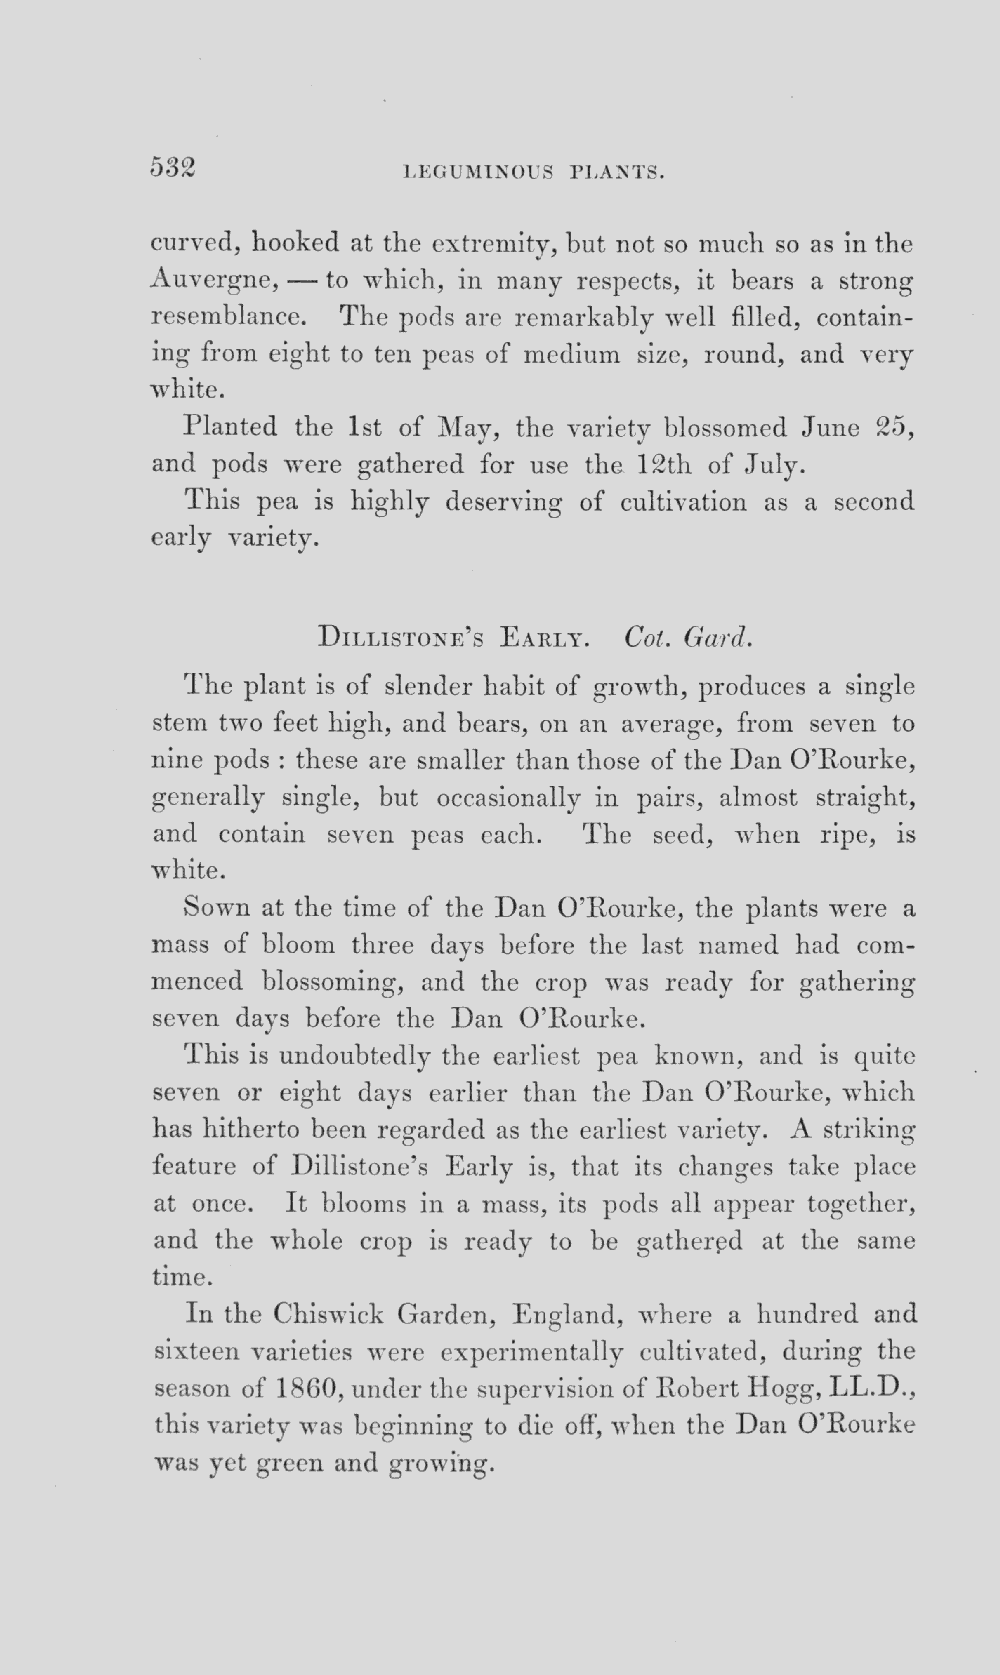 532 LEGUMINOUS PLANTS.
curved, hooked at the extremity, but not so much so as in the
Auvergne, — to which, in many respects, it bears a strong
resemblance. The pods are remarkably well filled, contain-
ing from eight to ten peas of medium size, round, and very
white.
Planted the 1st of May, the variety blossomed June 25,
and pods were gathered for use the 12th of July.
This pea is highly deserving of cultivation as a second
early variety.
DILLISTONE'S EARLY. Cot. Gard.
The plant is of slender habit of growth, produces a single
stem two feet high, and bears, on an average, from seven to
nine pods : these are smaller than those of the Dan O'Rourke,
generally single, but occasionally in pairs, almost straight,
and contain seven peas each. The seed, when ripe, is
white.
Sown at the time of the Dan O'Rourke, the plants were a
mass of bloom three days before the last named had com-
menced blossoming, and the crop was ready for gathering
seven days before the Dan O'Rourke.
This is undoubtedly the earliest pea known, and is quite
seven or eight days earlier than the Dan O'Rourke, which
has hitherto been regarded as the earliest variety. A striking
feature of Dillistone's Early is, that its changes take place
at once. It blooms in a mass, its pods all appear together,
and the whole crop is ready to be gathered at the same
time.
In the Chiswick Garden, England, where a hundred and
sixteen varieties were experimentally cultivated, during the
season of 1860, under the supervision of Robert Hogg, LL.D.,
this variety was beginning to die off, when the Dan O'Rourke
was yet green and growing.